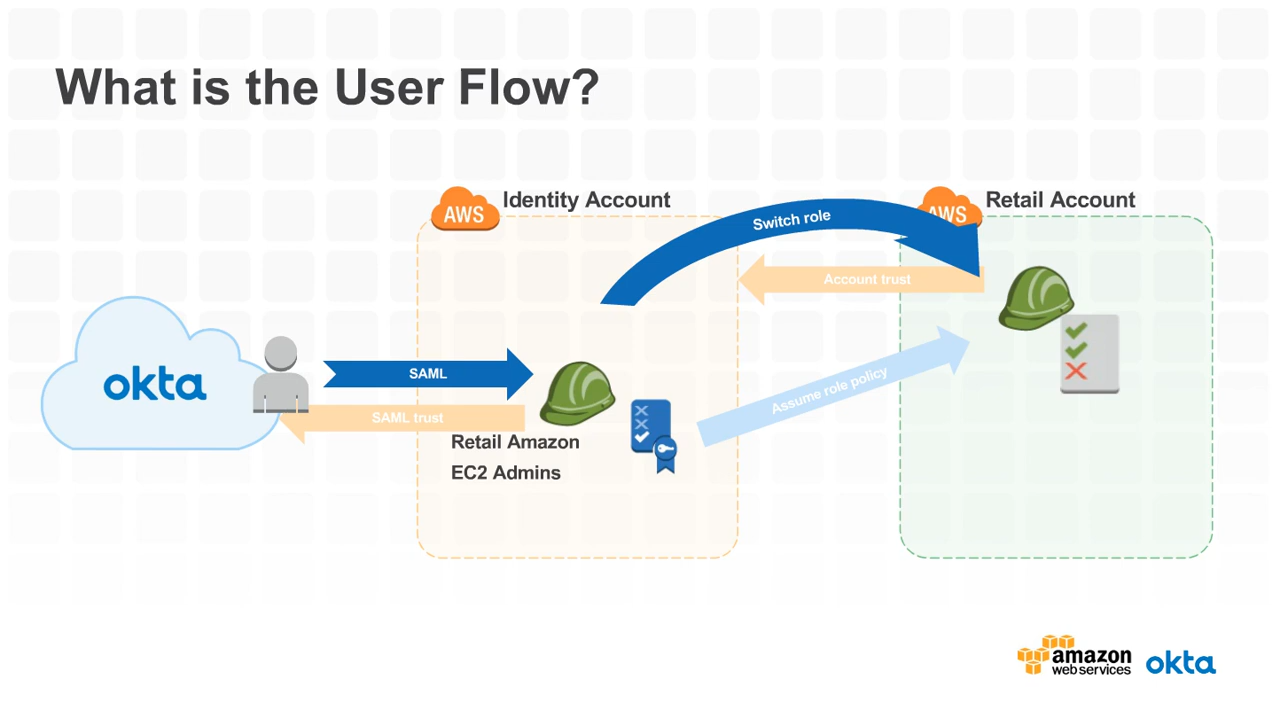 What is the User Flow?
AWS
Identity Account
AWS
Retail Account
Switch role
Account trust
okta
SAML
SAML trust
Assume role policy
Retail Amazon
EC2 Admins
amazon
web services
okta